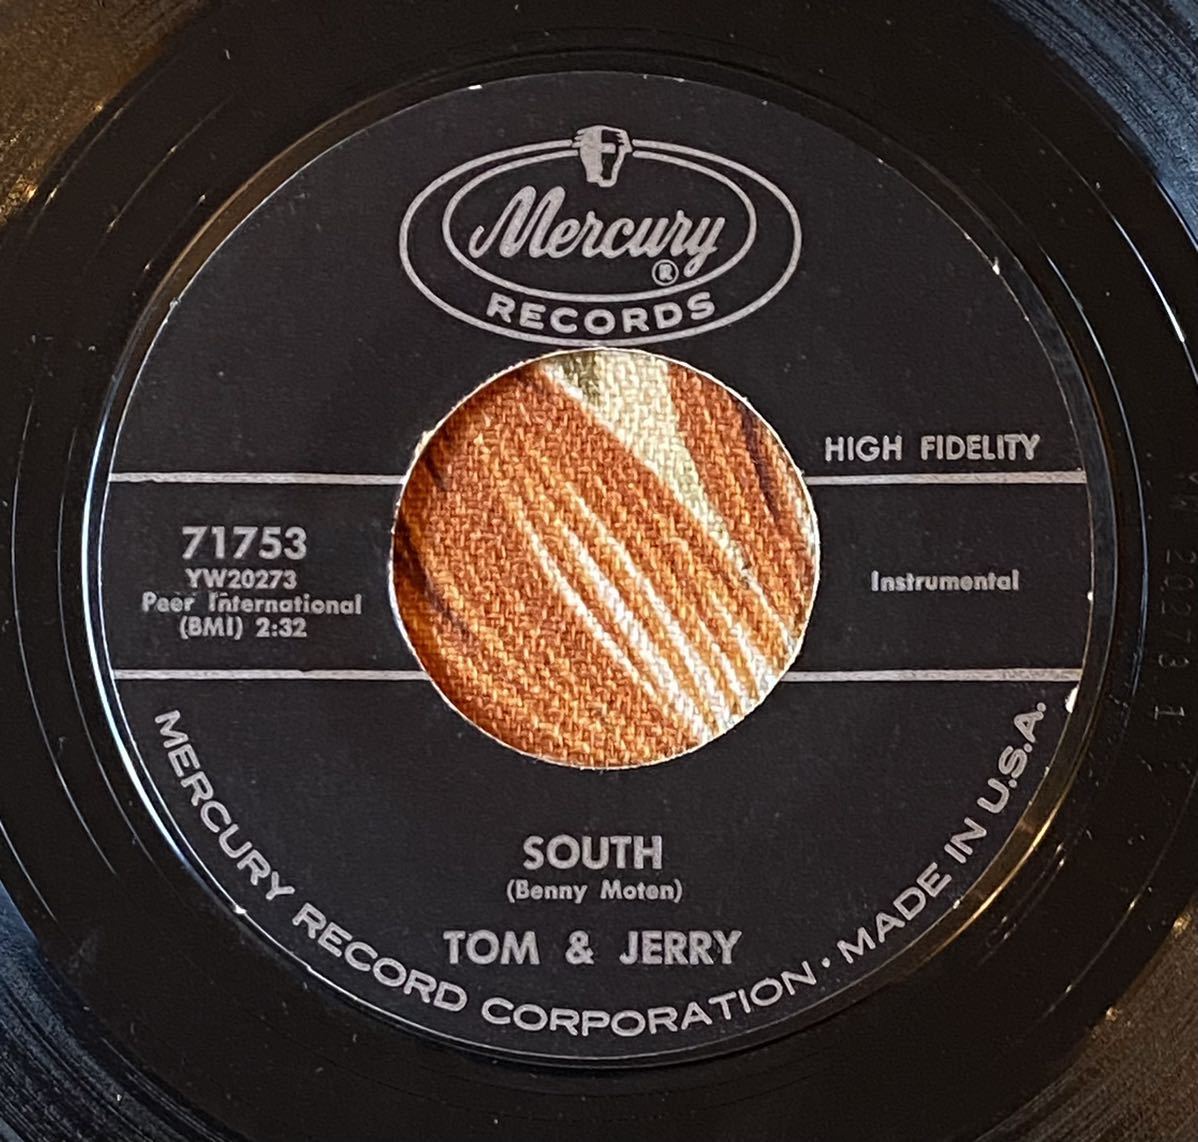 Mercury
®
RECORDS
HIGH FIDELITY
71753
YW20273
Peer International
(BMI) 2:32
Instrumental
SOUTH
(Benny Moten)
TOM & JERRY
MERCURY RECORD CORPORATION · MADE IN U.S.A.